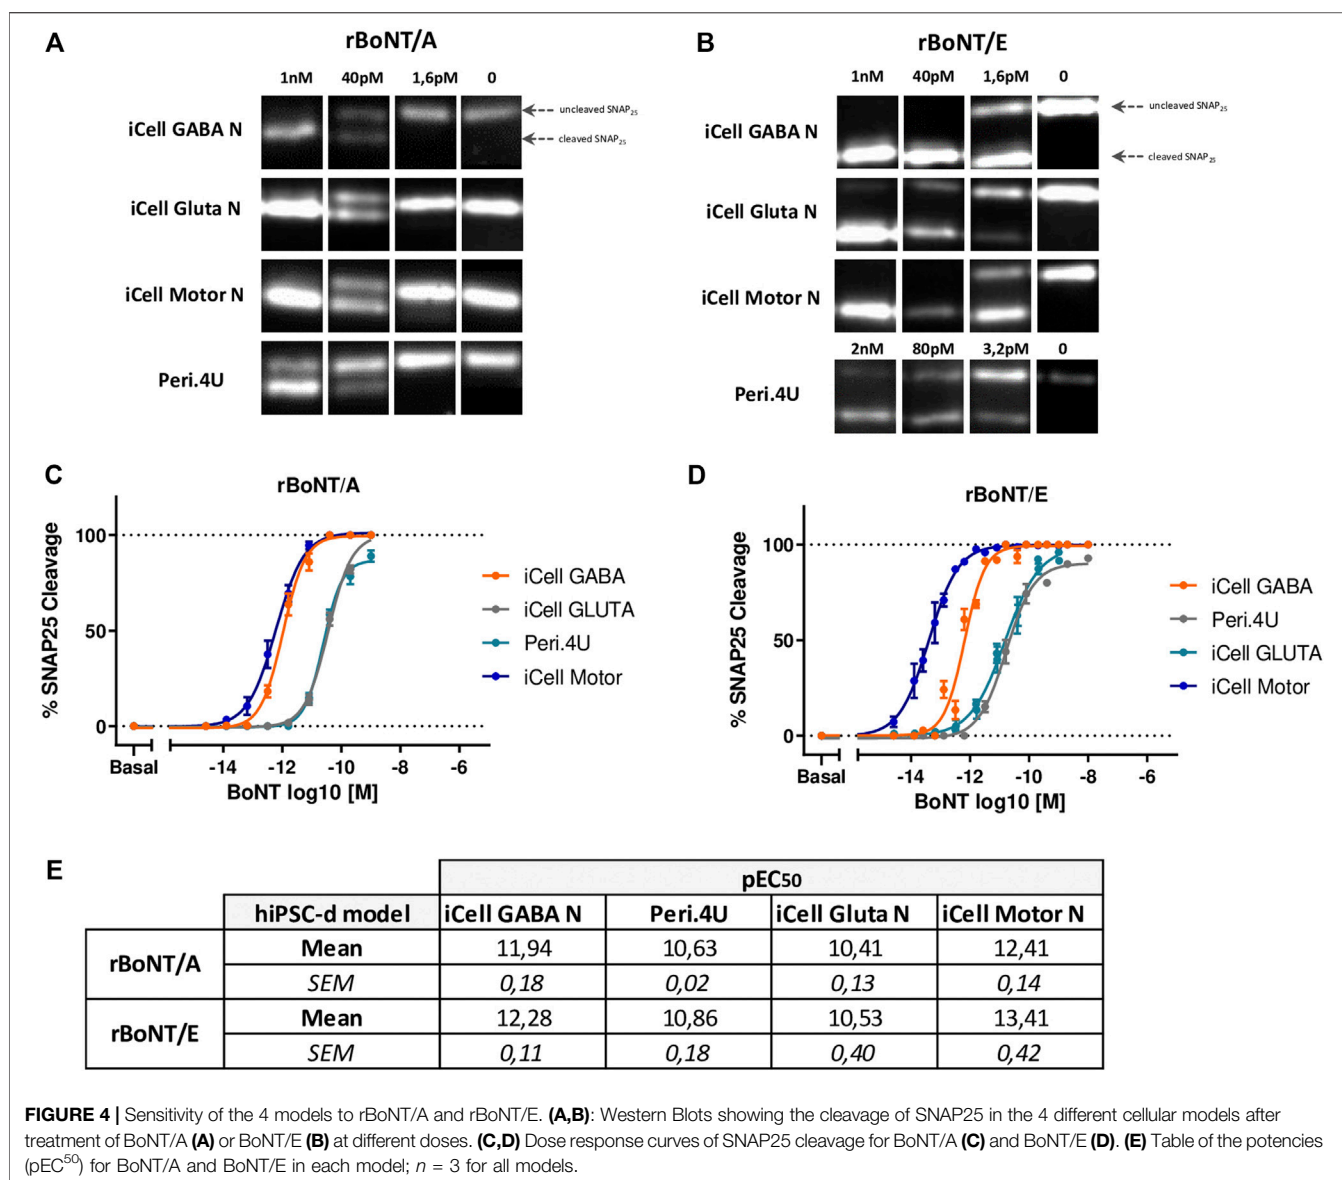 A
rBoNT/A
1nM 40pM 1,6pM 0
iCell GABA N
uncleaved SNAP25
cleaved SNAP25
iCell Gluta N
iCell Motor N
Peri.4U
B
rBoNT/E
1nM 40pM 1,6pM 0
iCell GABA N
uncleaved SNAP25
cleaved SNAP25
iCell Gluta N
iCell Motor N
2nM 80pM 3,2pM 0
Peri.4U
C
rBoNT/A
% SNAP25 Cleavage
100
50
0
Basal -14 -12 -10 -8 -6
BoNT log10 [M]
iCell GABA
iCell GLUTA
Peri.4U
iCell Motor
D
rBoNT/E
% SNAP25 Cleavage
100
50
0
Basal -14 -12 -10 -8 -6
BoNT log10 [M]
iCell GABA
Peri.4U
iCell GLUTA
iCell Motor
E
pEC50
hiPSC-d model iCell GABA N Peri.4U iCell Gluta N iCell Motor N
rBoNT/A Mean 11,94 10,63 10,41 12,41
SEM 0,18 0,02 0,13 0,14
rBoNT/E Mean 12,28 10,86 10,53 13,41
SEM 0,11 0,18 0,40 0,42
FIGURE 4 | Sensitivity of the 4 models to rBoNT/A and rBoNT/E. (A,B): Western Blots showing the cleavage of SNAP25 in the 4 different cellular models after
treatment of BoNT/A (A) or BoNT/E (B) at different doses. (C,D) Dose response curves of SNAP25 cleavage for BoNT/A (C) and BoNT/E (D). (E) Table of the potencies
(pEC50) for BoNT/A and BoNT/E in each model; n = 3 for all models.